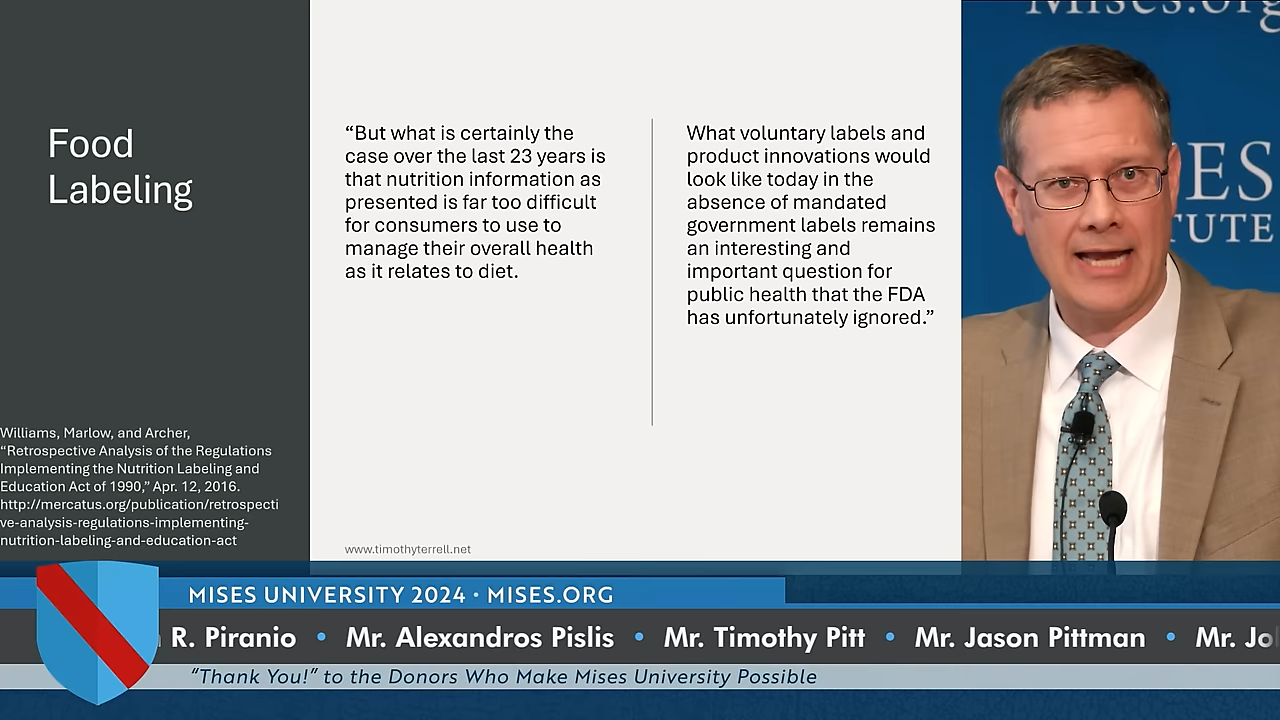 Food
Labeling
Williams, Marlow, and Archer,
“Retrospective Analysis of the Regulations
Implementing the Nutrition Labeling and
Education Act of 1990,” Apr. 12, 2016.
http://mercatus.org/publication/retrospecti
ve-analysis-regulations-implementing-
nutrition-labeling-and-education-act
“But what is certainly the
case over the last 23 years is
that nutrition information as
presented is far too difficult
for consumers to use to
manage their overall health
as it relates to diet.
What voluntary labels and
product innovations would
look like today in the
absence of mandated
government labels remains
an interesting and
important question for
public health that the FDA
has unfortunately ignored.”
www.timothyterrell.net
Mises.org
ES
TUTE
MISES UNIVERSITY 2024 • MISES.ORG
R. Piranio • Mr. Alexandros Pislis • Mr. Timothy Pitt • Mr. Jason Pittman • Mr. Jo
“Thank You!” to the Donors Who Make Mises University Possible